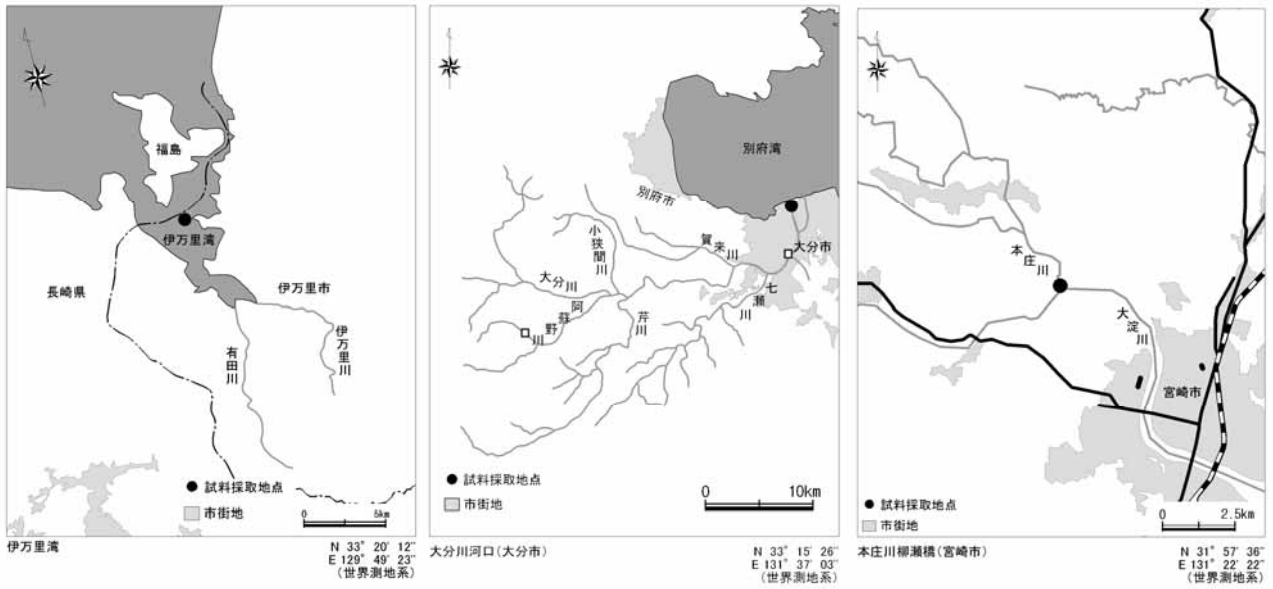 福島
伊万里湾
長崎県
伊万里市
伊万里川
有田川
● 試料採取地点
市街地
0 5km
伊万里湾
N 33° 20′ 12″
E 129° 49′ 23″
(世界測地系)
別府湾
別府市
大分市
賀来川
小狭間川
大分川
七瀬川
阿蘇野川
芹川
● 試料採取地点
市街地
0 10km
大分川河口(大分市)
N 33° 15′ 26″
E 131° 37′ 03″
(世界測地系)
本庄川
大淀川
宮崎市
● 試料採取地点
市街地
0 2.5km
本庄川柳瀬橋(宮崎市)
N 31° 57′ 36″
E 131° 22′ 22″
(世界測地系)